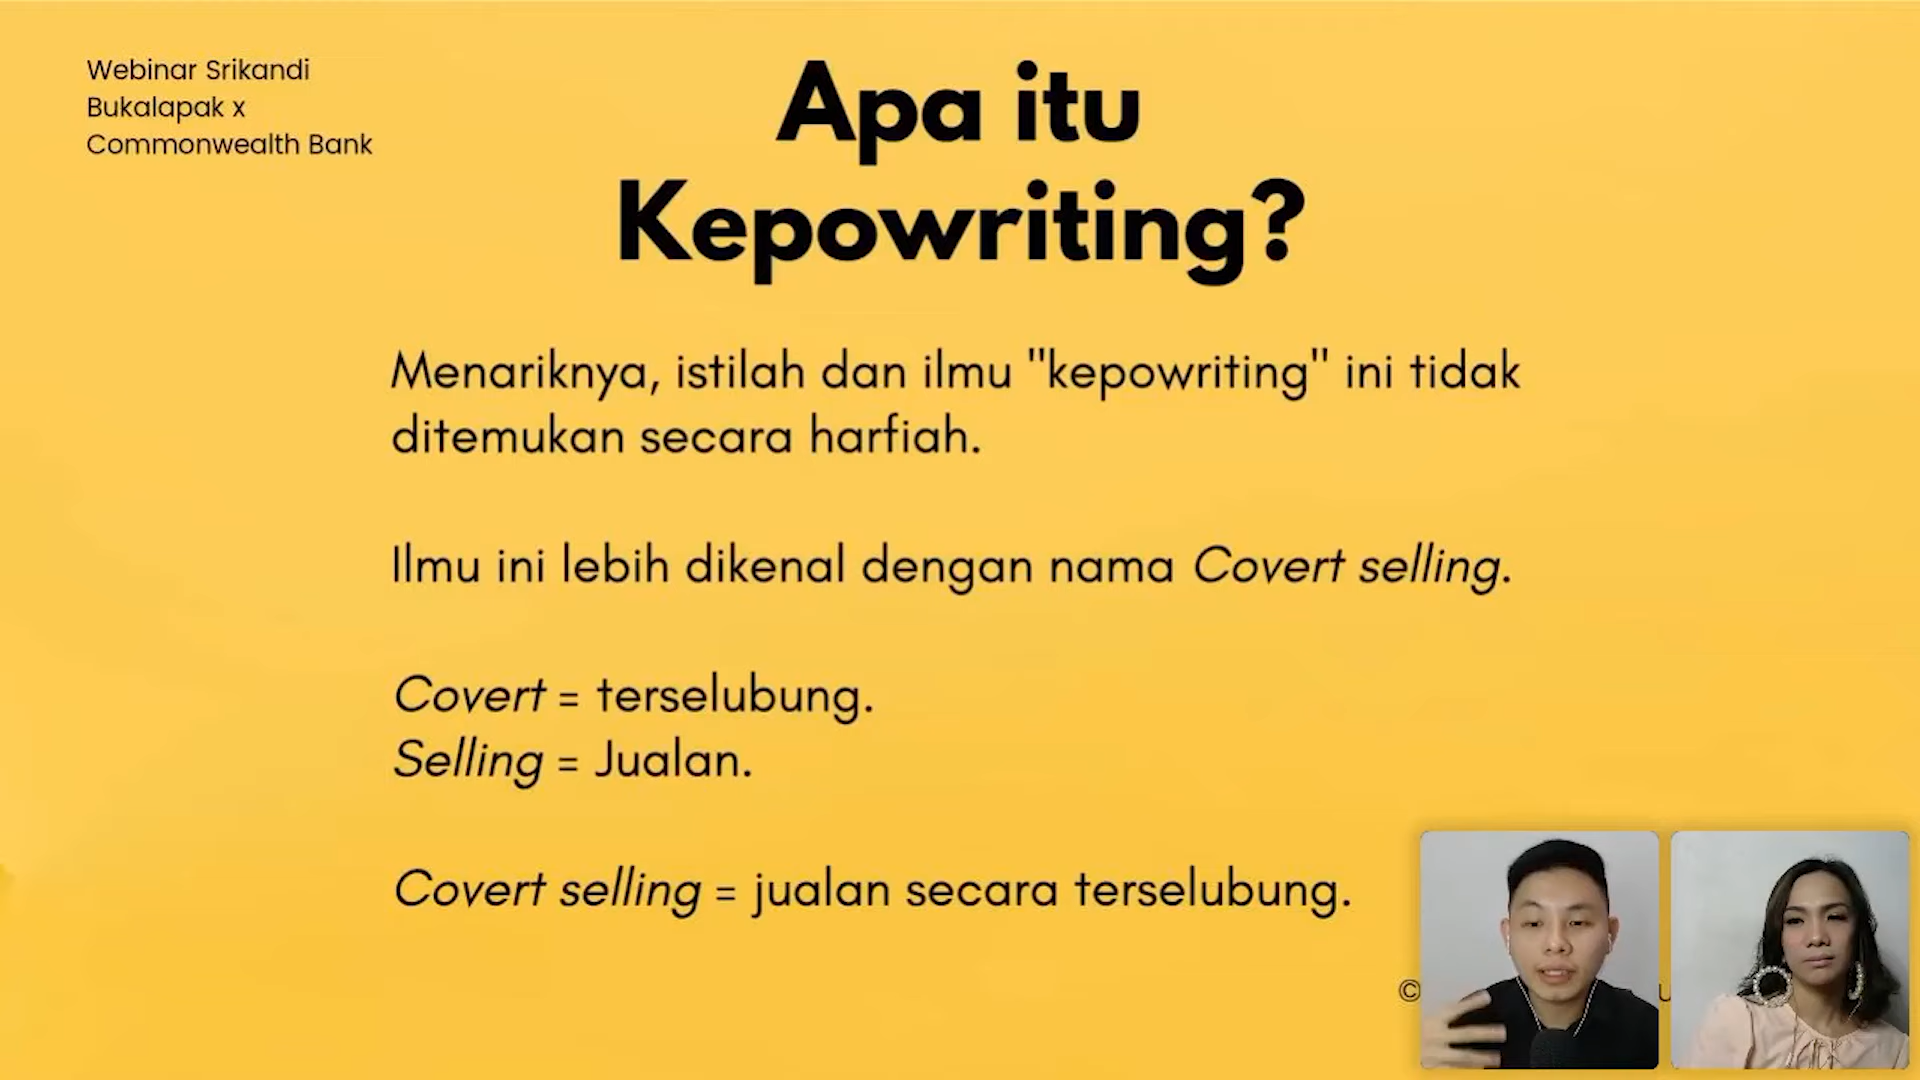 Webinar Srikandi
Bukalapak x
Commonwealth Bank
Apa itu
Kepowriting?
Menariknya, istilah dan ilmu "kepowriting" ini tidak
ditemukan secara harfiah.
Ilmu ini lebih dikenal dengan nama Covert selling.
Covert = terselubung.
Selling = Jualan.
Covert selling = jualan secara terselubung.
©